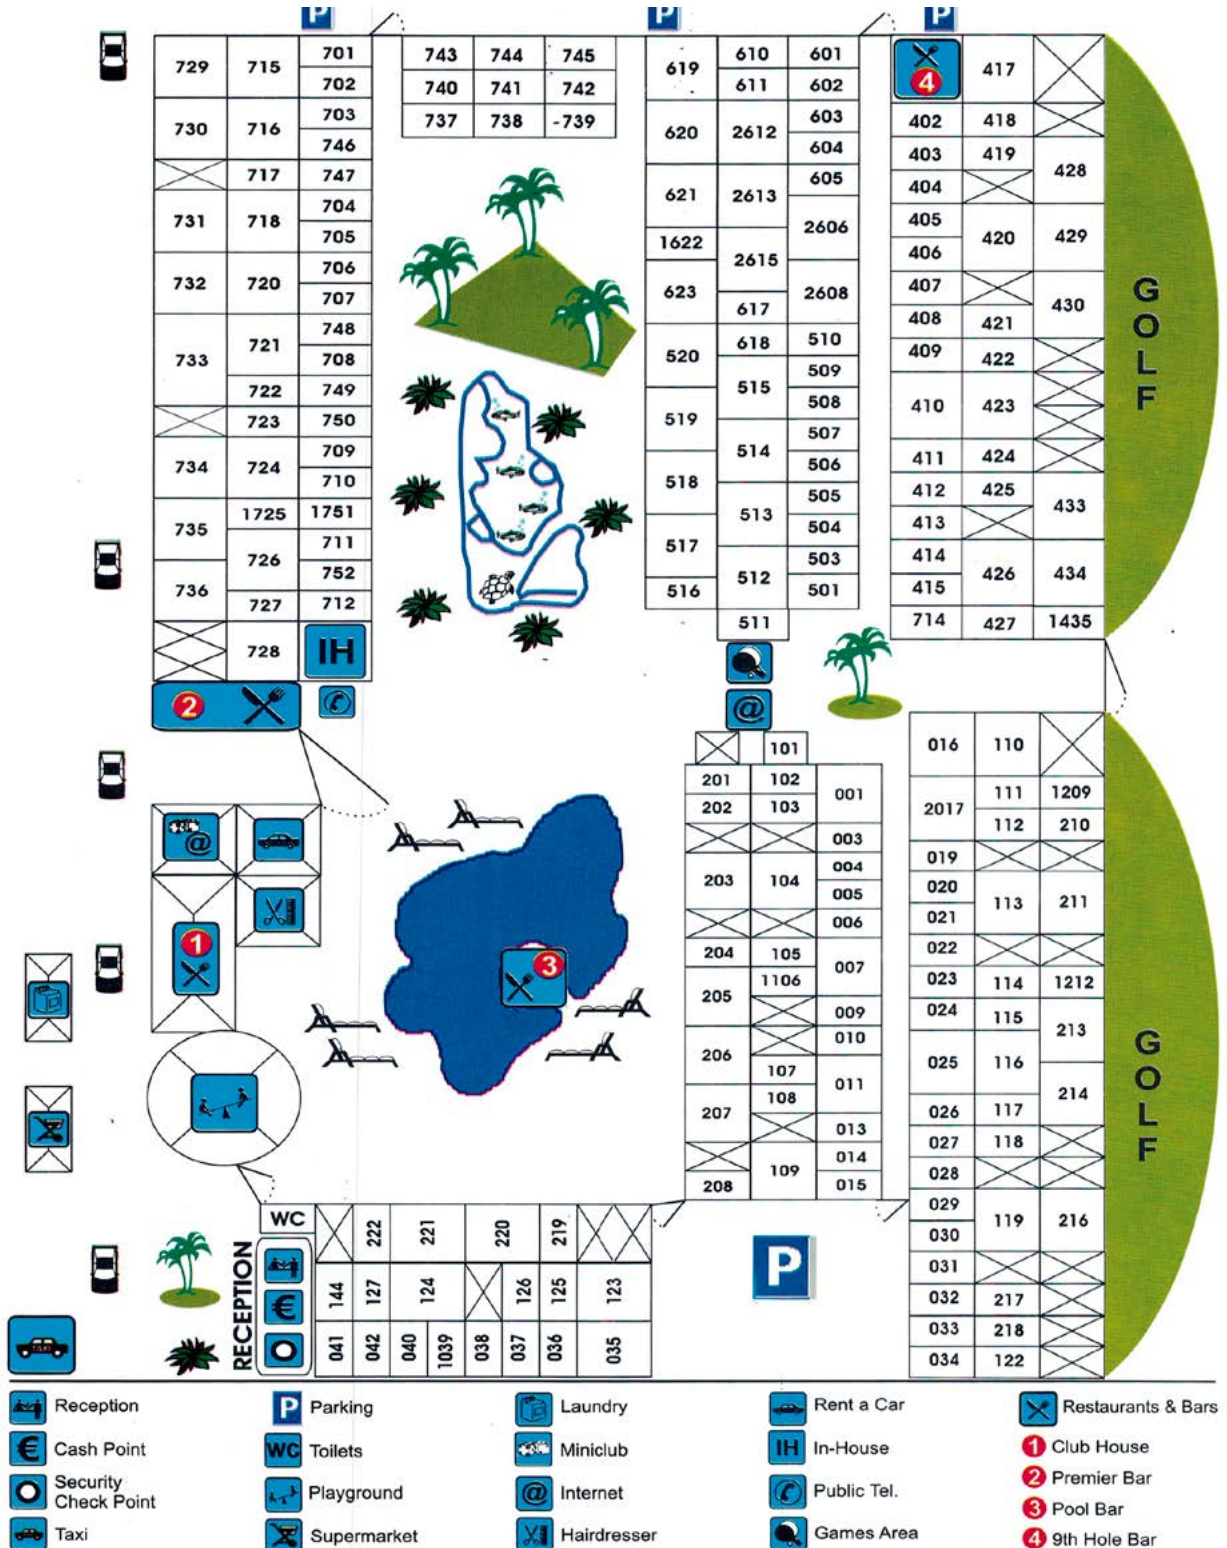 P
P
P
729 715 701
702
730 716 703
746
717 747
731 718 704
705
732 720 706
707
733 721 748
708
722 749
723 750
734 724 709
710
735 1725 1751
726 711
736 752
727 712
728 IH
2
743 744 745
740 741 742
737 738 -739
619 610 601
611 602
620 2612 603
604
621 2613 605
2606
1622 2615
623 2608
617
520 618 510
515 509
519 508
514 507
518 506
513 505
517 504
512 503
516 501
511
@
4 417
402 418
403 419 428
404
405 420 429
406
407 430
408 421
409 422
410 423
411 424
412 425 433
413
414 426 434
415
714 427 1435
GOLF
101
201 102 001
202 103
003
203 104 004
005
006
204 105 007
205 1106
009
206 010
107 011
207 108
013
109 014
208 015
016 110
2017 111 1209
112 210
019
020 113 211
021
022
023 114 1212
024 115 213
025 116
214
026 117
027 118
028
029 119 216
030
031
032 217
033 218
034 122
GOLF
@
1
3
WC 222 221 220 219
RECEPTION
€
144 127 124 126 125 123
041 042 040 1039 038 037 036 035
P
TAXI
Reception
€ Cash Point
Security
Check Point
Taxi
P Parking
WC Toilets
Playground
Supermarket
Laundry
Miniclub
@ Internet
Hairdresser
Rent a Car
IH In-House
Public Tel.
Games Area
Restaurants & Bars
1 Club House
2 Premier Bar
3 Pool Bar
4 9th Hole Bar